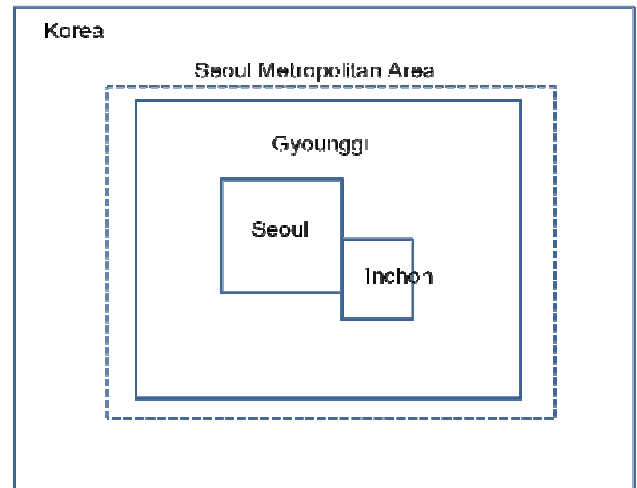 Korea
Seoul Metropolitan Area
Gyounggi
Seoul
Inchon